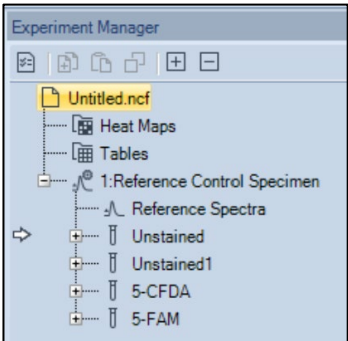 Experiment Manager
Untitled.ncf
Heat Maps
Tables
1:Reference Control Specimen
Reference Spectra
Unstained
Unstained1
5-CFDA
5-FAM